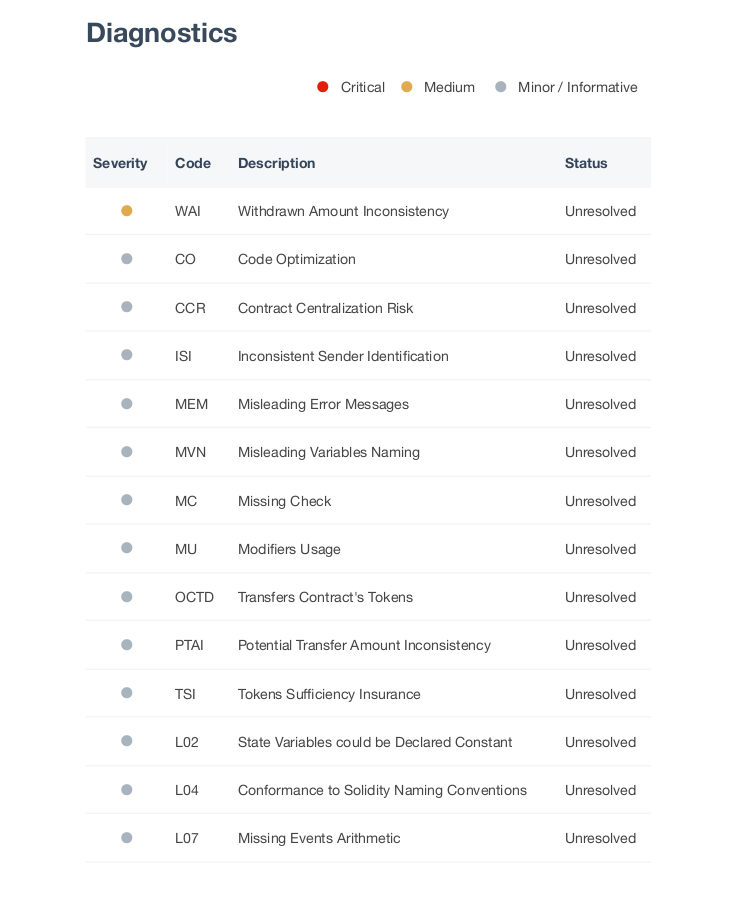 Diagnostics
Critical Medium Minor / Informative
Severity Code Description Status
WAI Withdrawn Amount Inconsistency Unresolved
CO Code Optimization Unresolved
CCR Contract Centralization Risk Unresolved
ISI Inconsistent Sender Identification Unresolved
MEM Misleading Error Messages Unresolved
MVN Misleading Variables Naming Unresolved
MC Missing Check Unresolved
MU Modifiers Usage Unresolved
OCTD Transfers Contract's Tokens Unresolved
PTAI Potential Transfer Amount Inconsistency Unresolved
TSI Tokens Sufficiency Insurance Unresolved
L02 State Variables could be Declared Constant Unresolved
L04 Conformance to Solidity Naming Conventions Unresolved
L07 Missing Events Arithmetic Unresolved